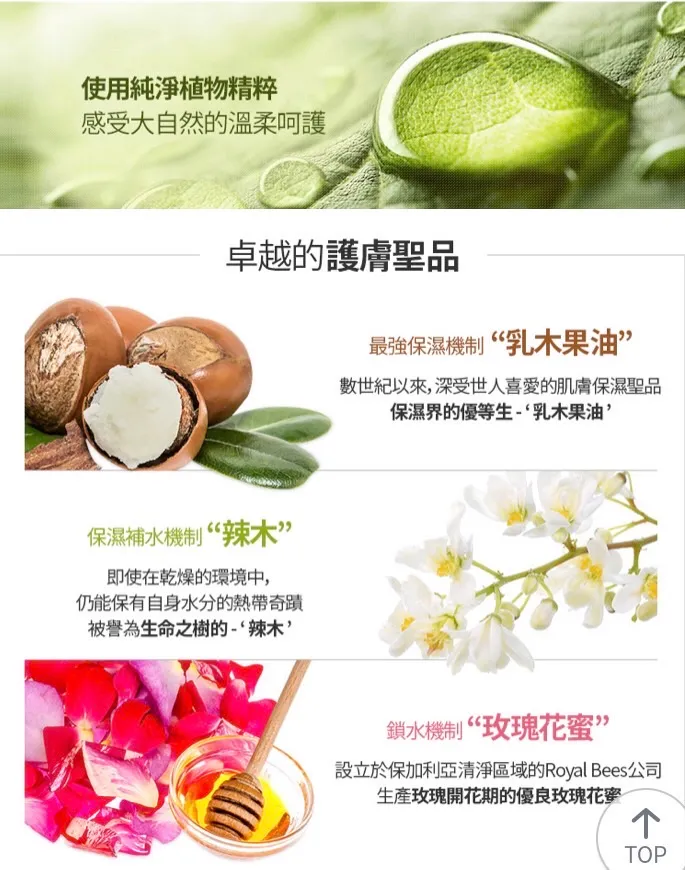 使用純淨植物精粹
感受大自然的溫柔呵護
卓越的護膚聖品
最強保濕機制 “乳木果油”
數世紀以來, 深受世人喜愛的肌膚保濕聖品
保濕界的優等生 - ‘ 乳木果油 ’
保濕補水機制 “辣木”
即使在乾燥的環境中,
仍能保有自身水分的熱帶奇蹟
被譽為生命之樹的 - ‘ 辣木 ’
鎖水機制 “玫瑰花蜜”
設立於保加利亞清淨區域的Royal Bees公司
生產玫瑰開花期的優良玫瑰花蜜
TOP